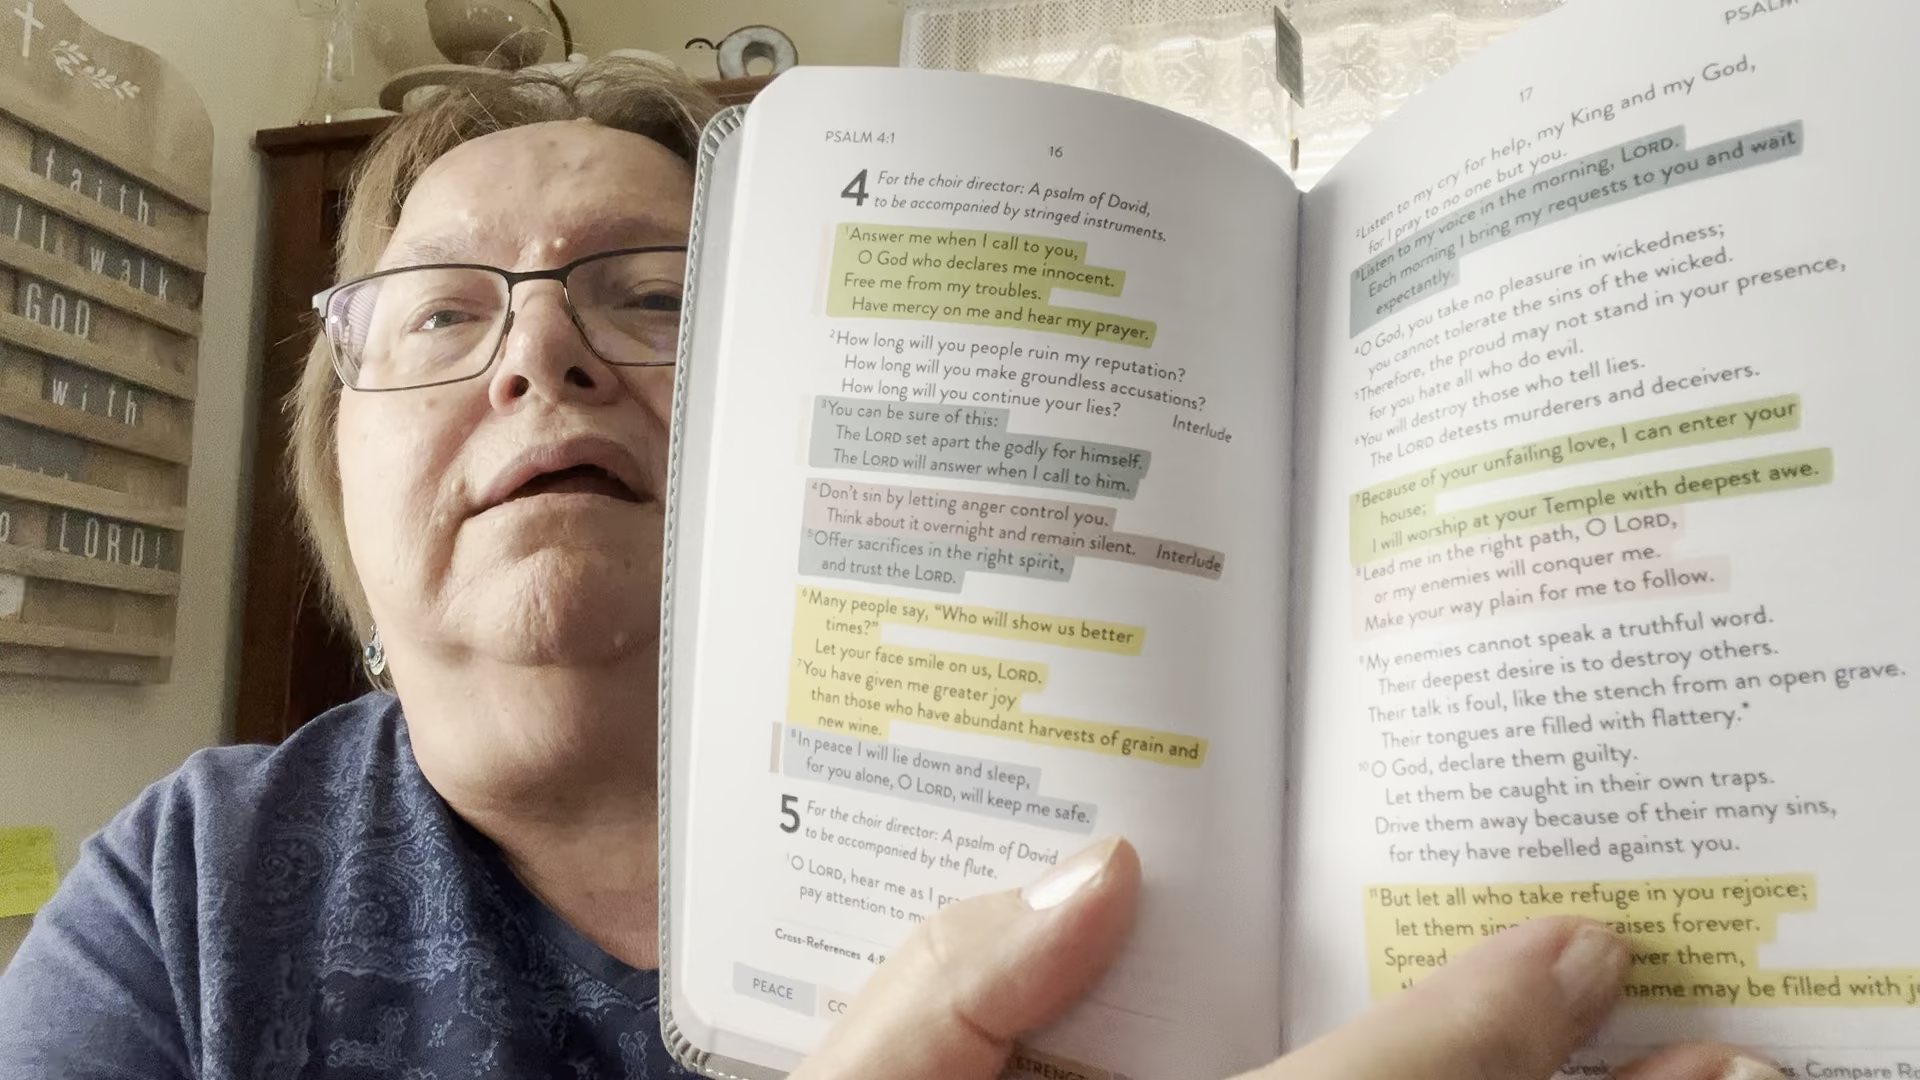 faith
ll walk
GOD
with
LORD!
PSALM 4:1
16
4 For the choir director: A psalm of David,
to be accompanied by stringed instruments.
1Answer me when I call to you,
O God who declares me innocent.
Free me from my troubles.
Have mercy on me and hear my prayer.
2How long will you people ruin my reputation?
How long will you make groundless accusations?
How long will you continue your lies? Interlude
3You can be sure of this:
The LORD set apart the godly for himself.
The LORD will answer when I call to him.
4Don't sin by letting anger control you.
Think about it overnight and remain silent. Interlude
5Offer sacrifices in the right spirit,
and trust the LORD.
6Many people say, "Who will show us better
times?"
Let your face smile on us, LORD.
7You have given me greater joy
than those who have abundant harvests of grain and
new wine.
8In peace I will lie down and sleep,
for you alone, O LORD, will keep me safe.
5 For the choir director: A psalm of David
to be accompanied by the flute.
1O LORD, hear me as I
pay attention to
Cross-References
PEACE
PSALM
17
2Listen to my cry for help, my King and my God,
for I pray to no one but you.
3Listen to my voice in the morning, LORD.
Each morning I bring my requests to you and wait
expectantly.
4O God, you take no pleasure in wickedness;
you cannot tolerate the sins of the wicked.
5Therefore, the proud may not stand in your presence,
for you hate all who do evil.
6You will destroy those who tell lies.
The LORD detests murderers and deceivers.
7Because of your unfailing love, I can enter your
house;
I will worship at your Temple with deepest awe.
8Lead me in the right path, O LORD,
or my enemies will conquer me.
Make your way plain for me to follow.
9My enemies cannot speak a truthful word.
Their deepest desire is to destroy others.
Their talk is foul, like the stench from an open grave.
Their tongues are filled with flattery.*
10O God, declare them guilty.
Let them be caught in their own traps.
Drive them away because of their many sins,
for they have rebelled against you.
11But let all who take refuge in you rejoice;
let them forever.
Spread over them,
name may be filled with
Compare